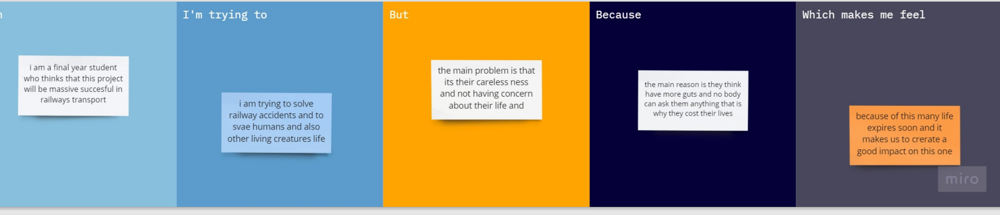 I'm trying to
But
Because
Which makes me feel
i am a final year student
who thinks that this project
will be massive succesful in
railways transport
i am trying to solve
railway accidents and to
svae humans and also
other living creatures life
the main problem is that
its their careless ness
and not having concern
about their life and
the main reason is they think
have more guts and no body
can ask them anything that is
why they cost their lives
because of this many life
expires soon and it
makes us to crerate a
good impact on this one
miro